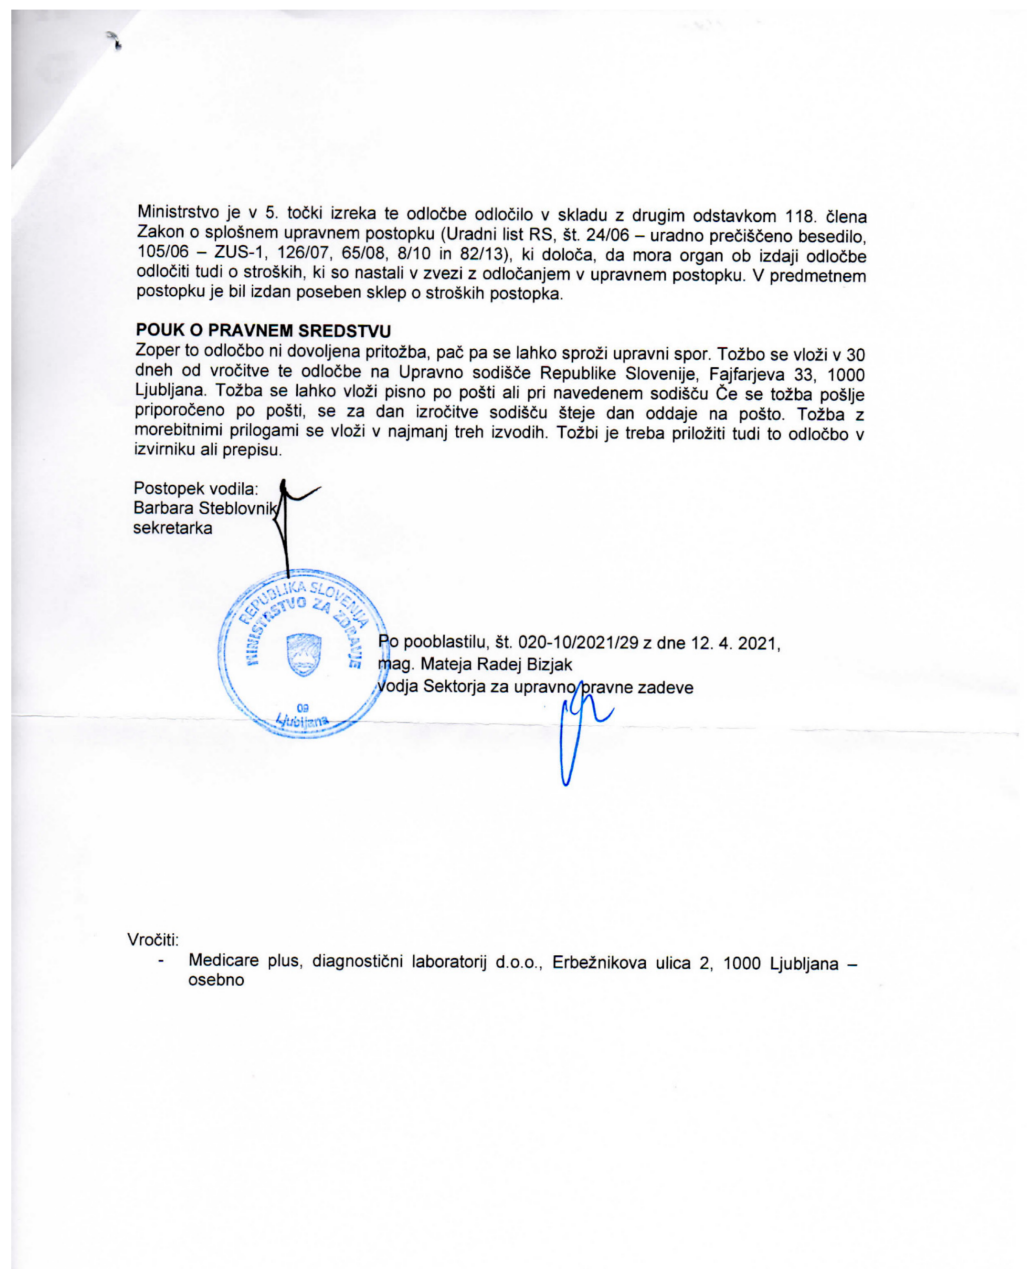 Ministrstvo je v 5. točki izreka te odločbe odločilo v skladu z drugim odstavkom 118. člena
Zakon o splošnem upravnem postopku (Uradni list RS, št. 24/06 – uradno prečiščeno besedilo,
105/06 – ZUS-1, 126/07, 65/08, 8/10 in 82/13), ki določa, da mora organ ob izdaji odločbe
odločiti tudi o stroških, ki so nastali v zvezi z odločanjem v upravnem postopku. V predmetnem
postopku je bil izdan poseben sklep o stroških postopka.
POUK O PRAVNEM SREDSTVU
Zoper to odločbo ni dovoljena pritožba, pač pa se lahko sproži upravni spor. Tožbo se vloži v 30
dneh od vročitve te odločbe na Upravno sodišče Republike Slovenije, Fajfarjeva 33, 1000
Ljubljana. Tožba se lahko vloži pisno po pošti ali pri navedenem sodišču Če se tožba pošlje
priporočeno po pošti, se za dan izročitve sodišču šteje dan oddaje na pošto. Tožba z
morebitnimi prilogami se vloži v najmanj treh izvodih. Tožbi je treba priložiti tudi to odločbo v
izvirniku ali prepisu.
Postopek vodila:
Barbara Steblovnik
sekretarka
REPUBLIKA SLOVENIJA
MINISTRSTVO ZA ZDRAVJE
09
Ljubljana
Po pooblastilu, št. 020-10/2021/29 z dne 12. 4. 2021,
mag. Mateja Radej Bizjak
vodja Sektorja za upravno pravne zadeve
Vročiti:
- Medicare plus, diagnostični laboratorij d.o.o., Erbežnikova ulica 2, 1000 Ljubljana –
osebno